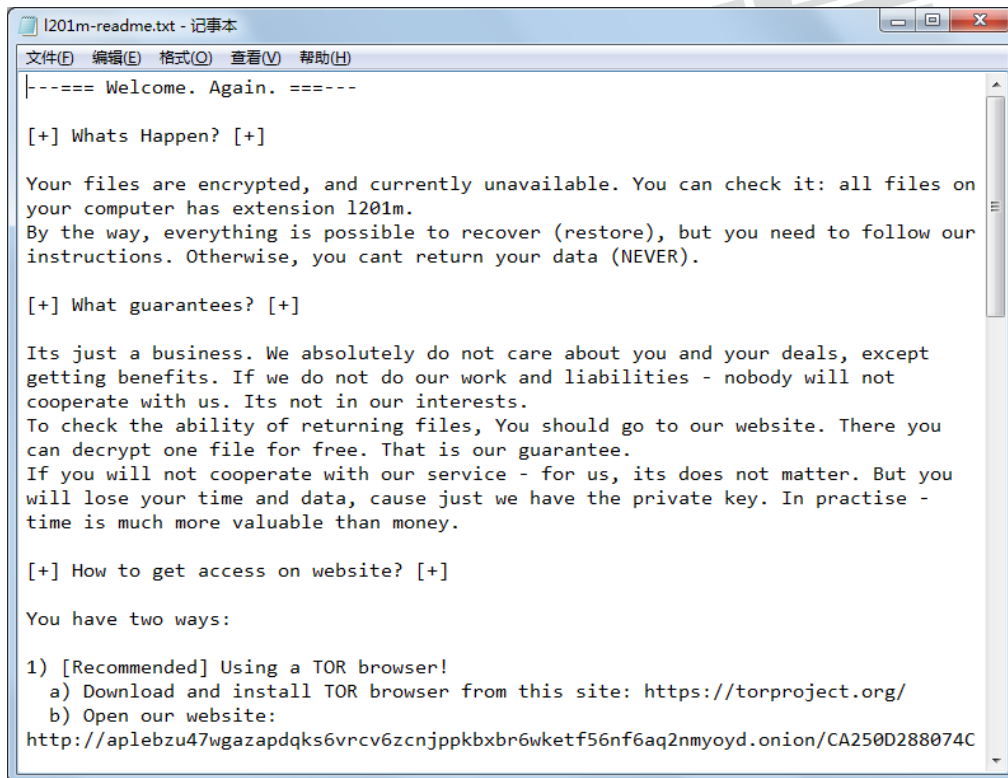 l201m-readme.txt - 记事本
文件(F) 编辑(E) 格式(O) 查看(V) 帮助(H)
---=== Welcome. Again. ===---
[+] Whats Happen? [+]
Your files are encrypted, and currently unavailable. You can check it: all files on
your computer has extension l201m.
By the way, everything is possible to recover (restore), but you need to follow our
instructions. Otherwise, you cant return your data (NEVER).
[+] What guarantees? [+]
Its just a business. We absolutely do not care about you and your deals, except
getting benefits. If we do not do our work and liabilities - nobody will not
cooperate with us. Its not in our interests.
To check the ability of returning files, You should go to our website. There you
can decrypt one file for free. That is our guarantee.
If you will not cooperate with our service - for us, its does not matter. But you
will lose your time and data, cause just we have the private key. In practise -
time is much more valuable than money.
[+] How to get access on website? [+]
You have two ways:
1) [Recommended] Using a TOR browser!
a) Download and install TOR browser from this site: https://torproject.org/
b) Open our website:
http://aplebzu47wgazapdqks6vrcv6zcnjppkbxbr6wketf56nf6aq2nmyoyd.onion/CA250D288074C